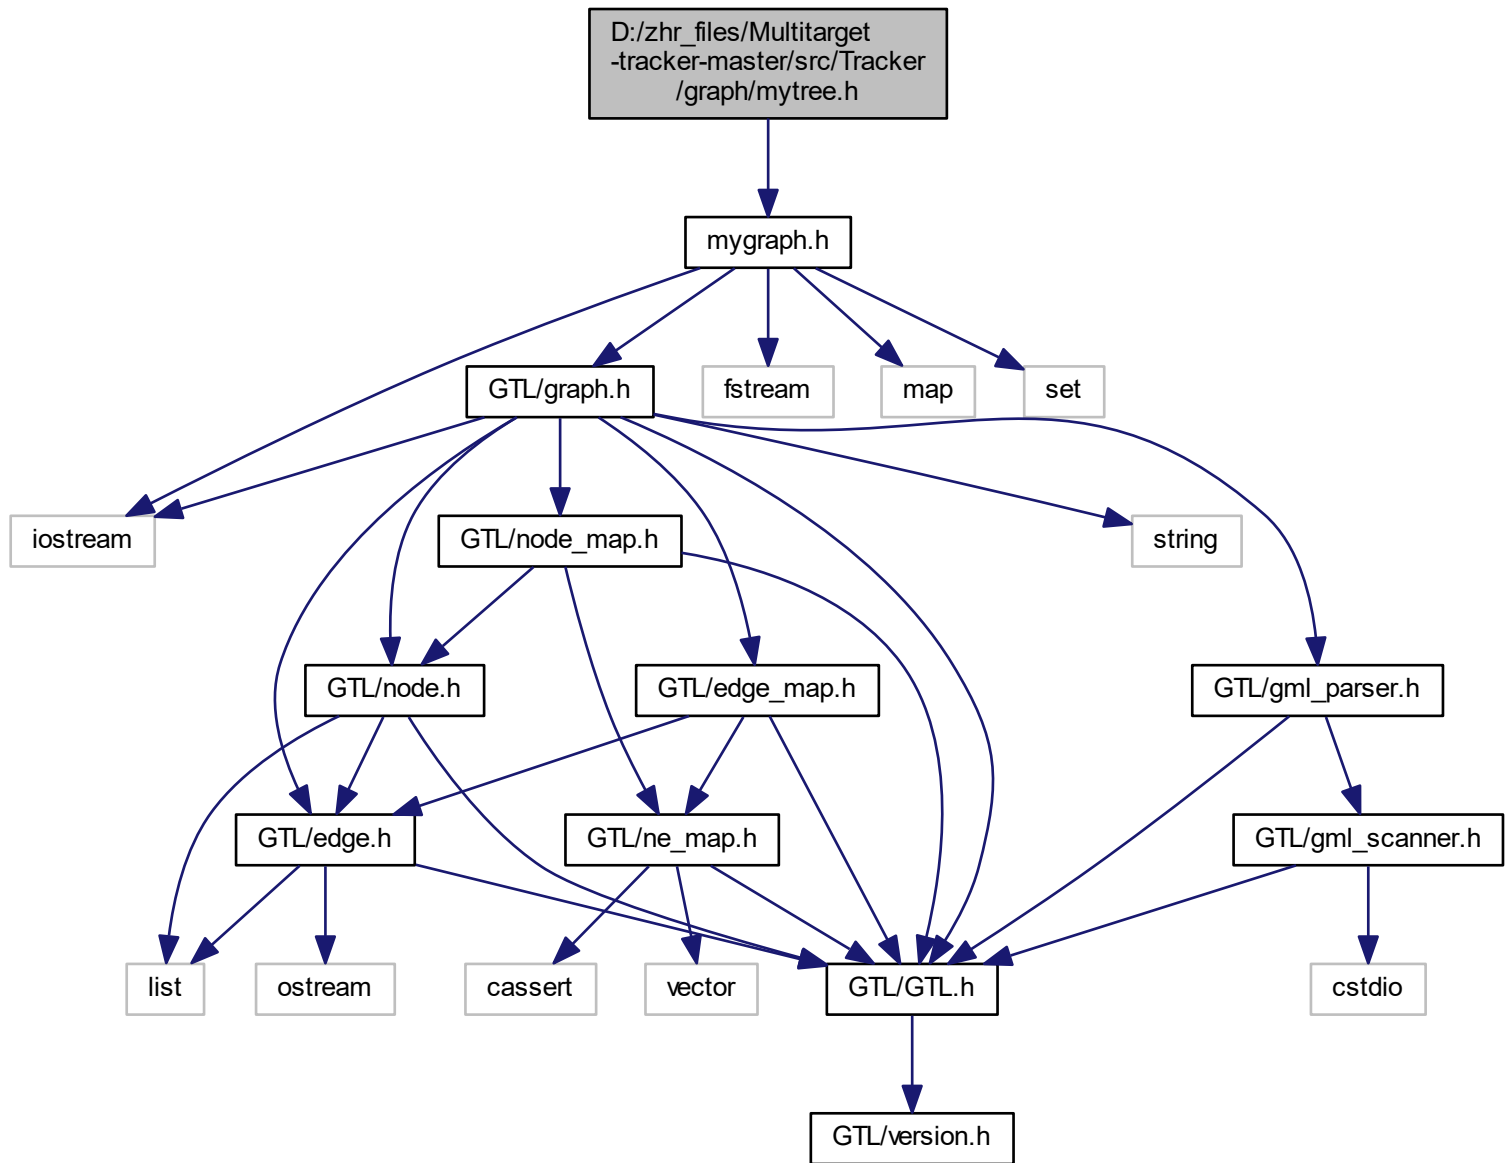 D:/zhr_files/Multitarget
-tracker-master/src/Tracker
/graph/mytree.h
mygraph.h
GTL/graph.h
fstream
map
set
iostream
GTL/node_map.h
string
GTL/node.h
GTL/edge_map.h
GTL/gml_parser.h
GTL/edge.h
GTL/ne_map.h
GTL/gml_scanner.h
list
ostream
cassert
vector
GTL/GTL.h
cstdio
GTL/version.h